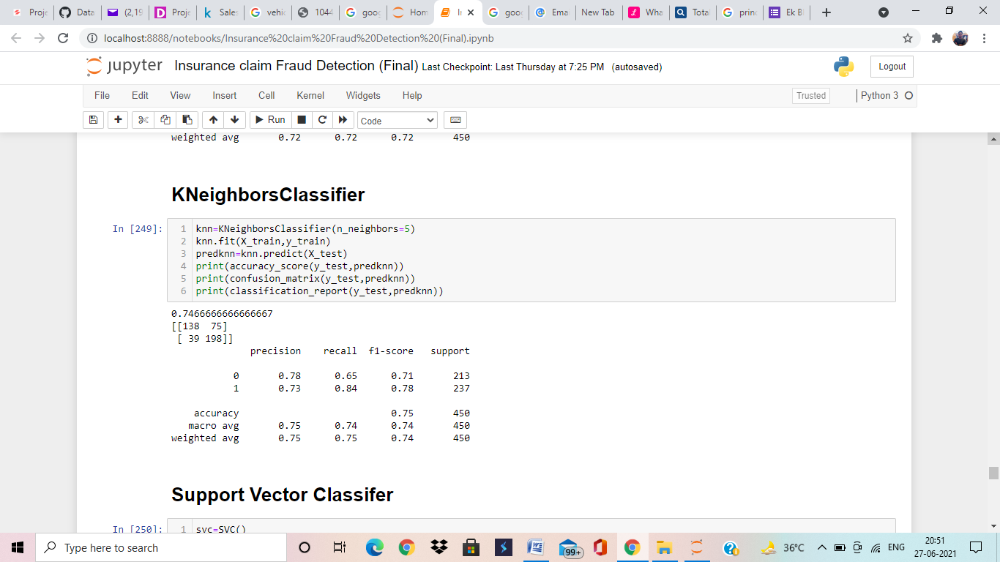 Proje Data (2,19 Proje Sales vehic 1044 goog Hom I goog Emai New Tab Wha Total princ Ek Bl
localhost:8888/notebooks/Insurance%20claim%20Fraud%20Detection%20(Final).ipynb
jupyter Insurance claim Fraud Detection (Final) Last Checkpoint: Last Thursday at 7:25 PM (autosaved) Logout
File Edit View Insert Cell Kernel Widgets Help Trusted Python 3
Run Code
weighted avg 0.72 0.72 0.72 450
KNeighborsClassifier
In [249]: 1 knn=KNeighborsClassifier(n_neighbors=5)
2 knn.fit(X_train,y_train)
3 predknn=knn.predict(X_test)
4 print(accuracy_score(y_test,predknn))
5 print(confusion_matrix(y_test,predknn))
6 print(classification_report(y_test,predknn))
0.7466666666666667
[[138 75]
[ 39 198]]
precision recall f1-score support
0 0.78 0.65 0.71 213
1 0.73 0.84 0.78 237
accuracy 0.75 450
macro avg 0.75 0.74 0.74 450
weighted avg 0.75 0.75 0.74 450
Support Vector Classifer
In [250]: 1 svc=SVC()
Type here to search 99+ 36°C ENG 20:51
27-06-2021